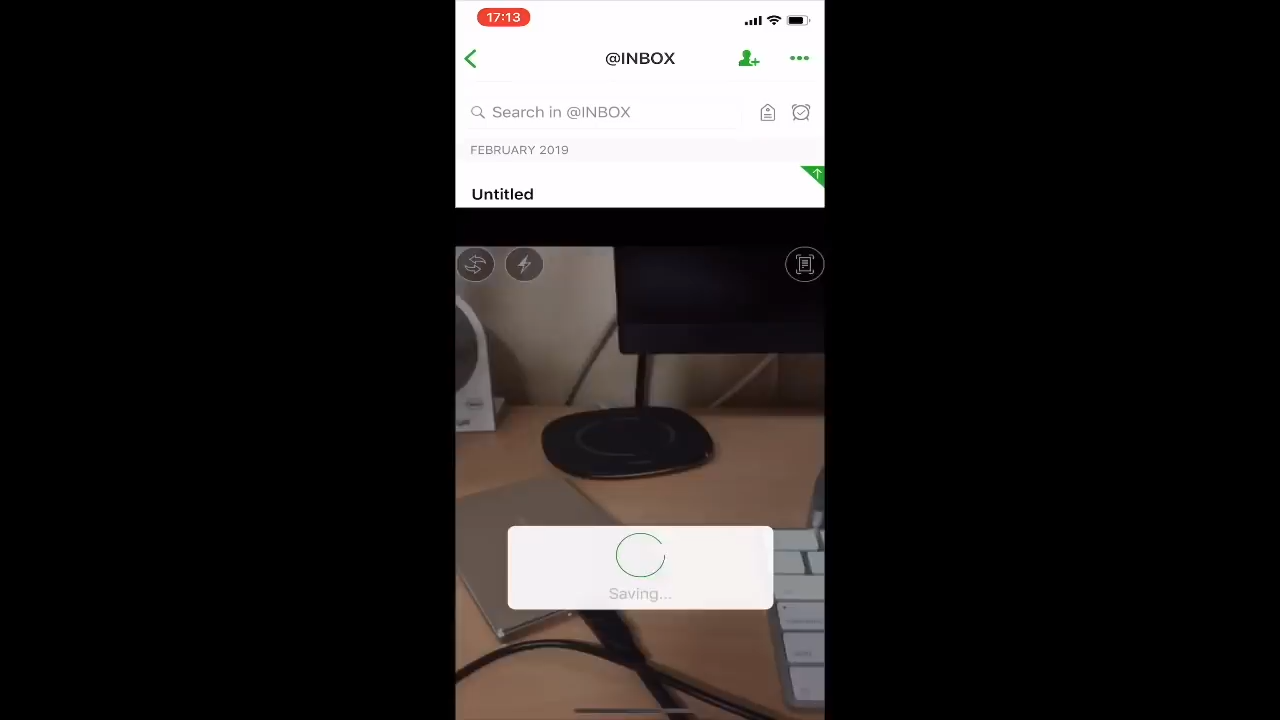 17:13
@INBOX
Search in @INBOX
FEBRUARY 2019
Untitled
Saving...